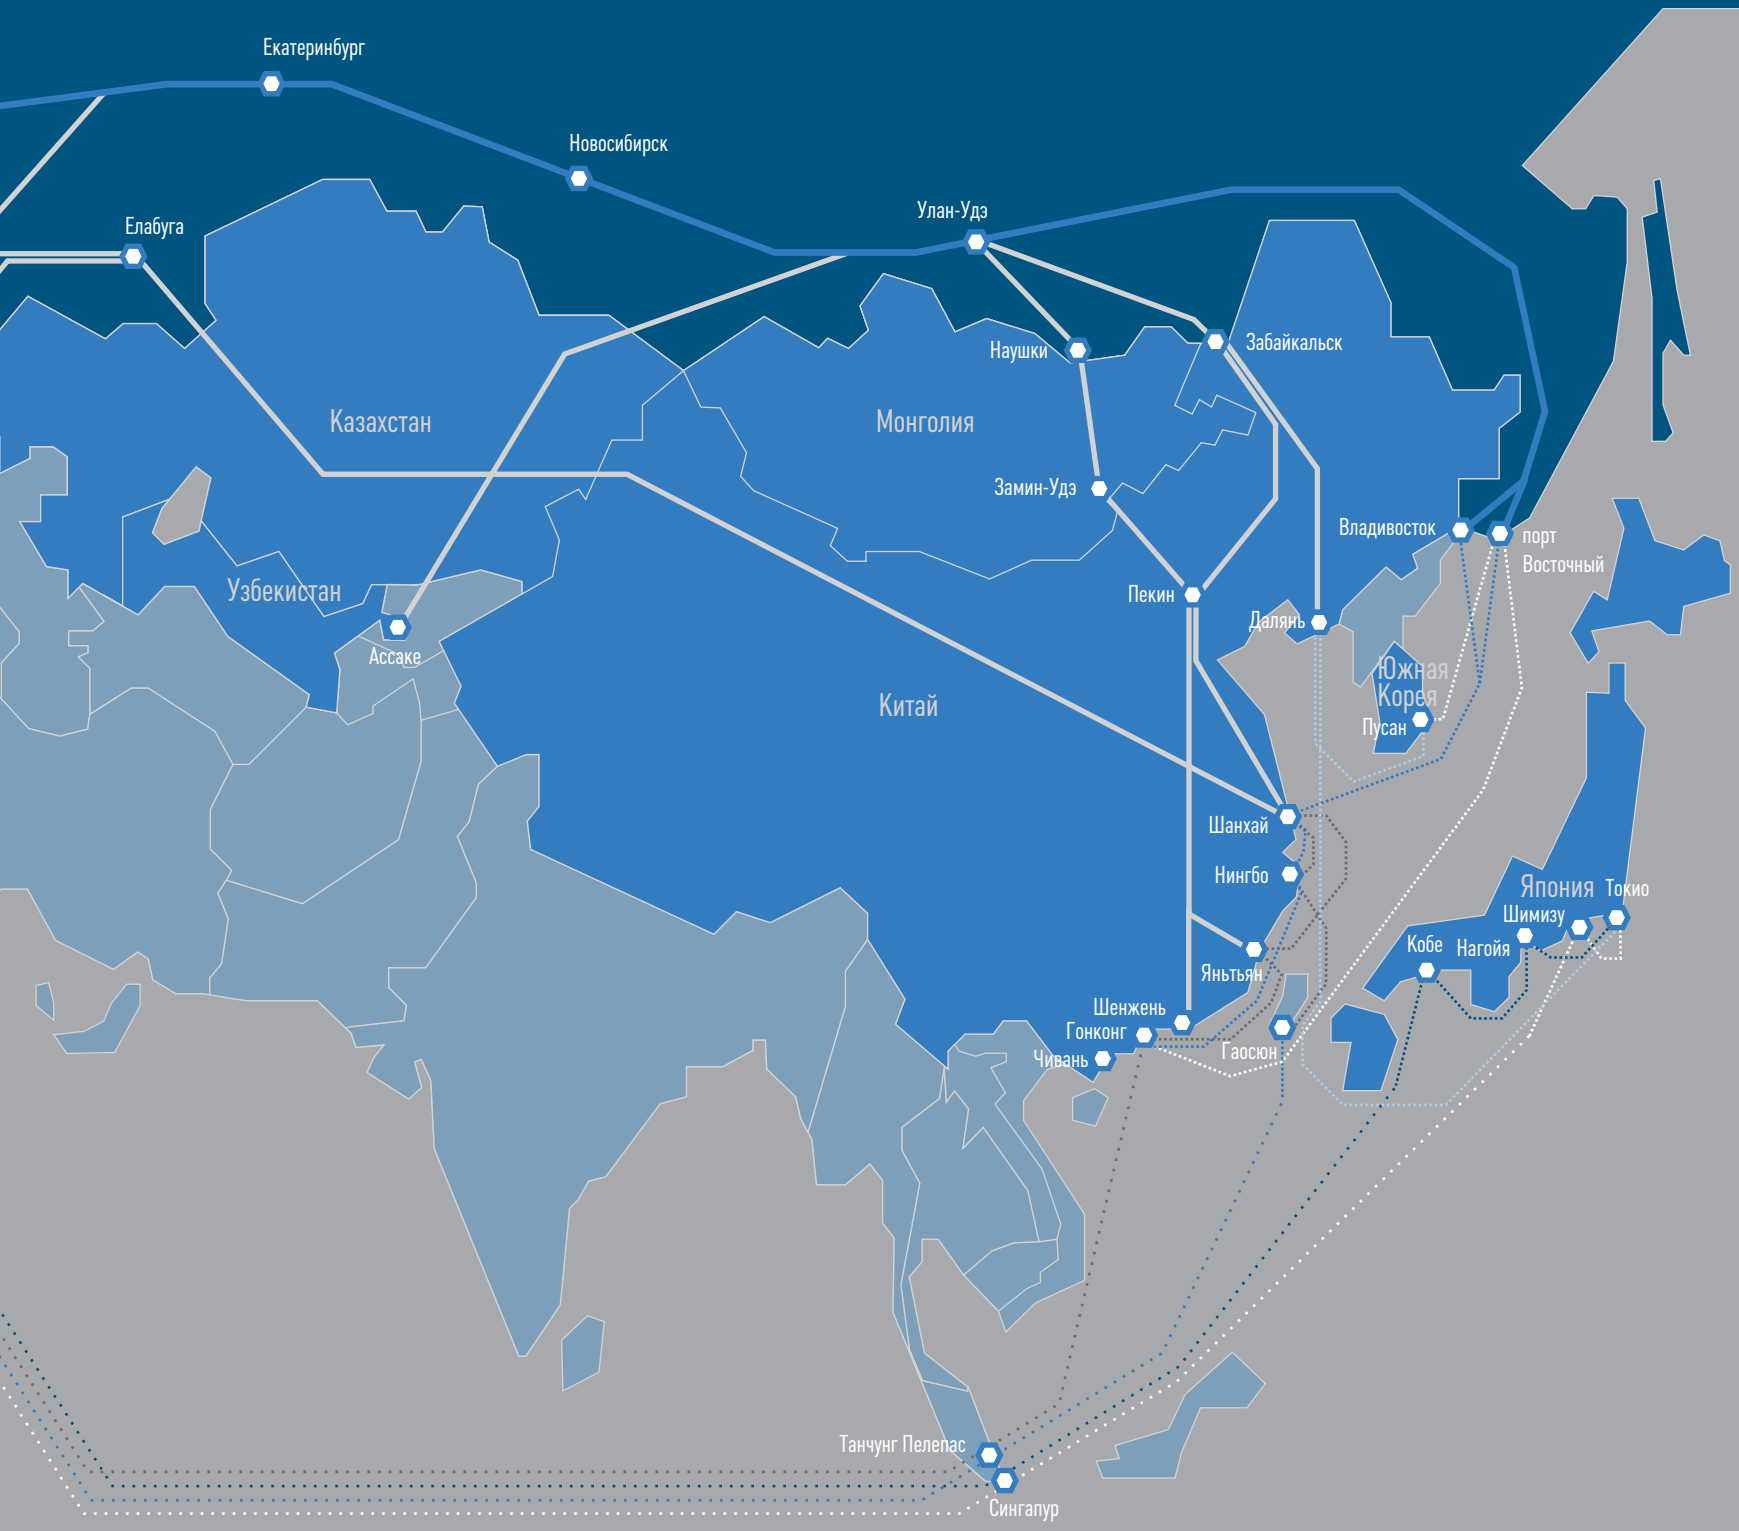 Екатеринбург
Новосибирск
Улан-Удэ
Елабуга
Наушки
Забайкальск
Казахстан
Монголия
Замин-Удэ
Владивосток
порт
Восточный
Узбекистан
Пекин
Далянь
Ассаке
Южная
Корея
Китай
Пусан
Шанхай
Нингбо
Япония
Токио
Шимизу
Кобе
Нагойя
Яньтьян
Шенжень
Гонконг
Гаосюн
Чивань
Танчунг Пелепас
Сингапур